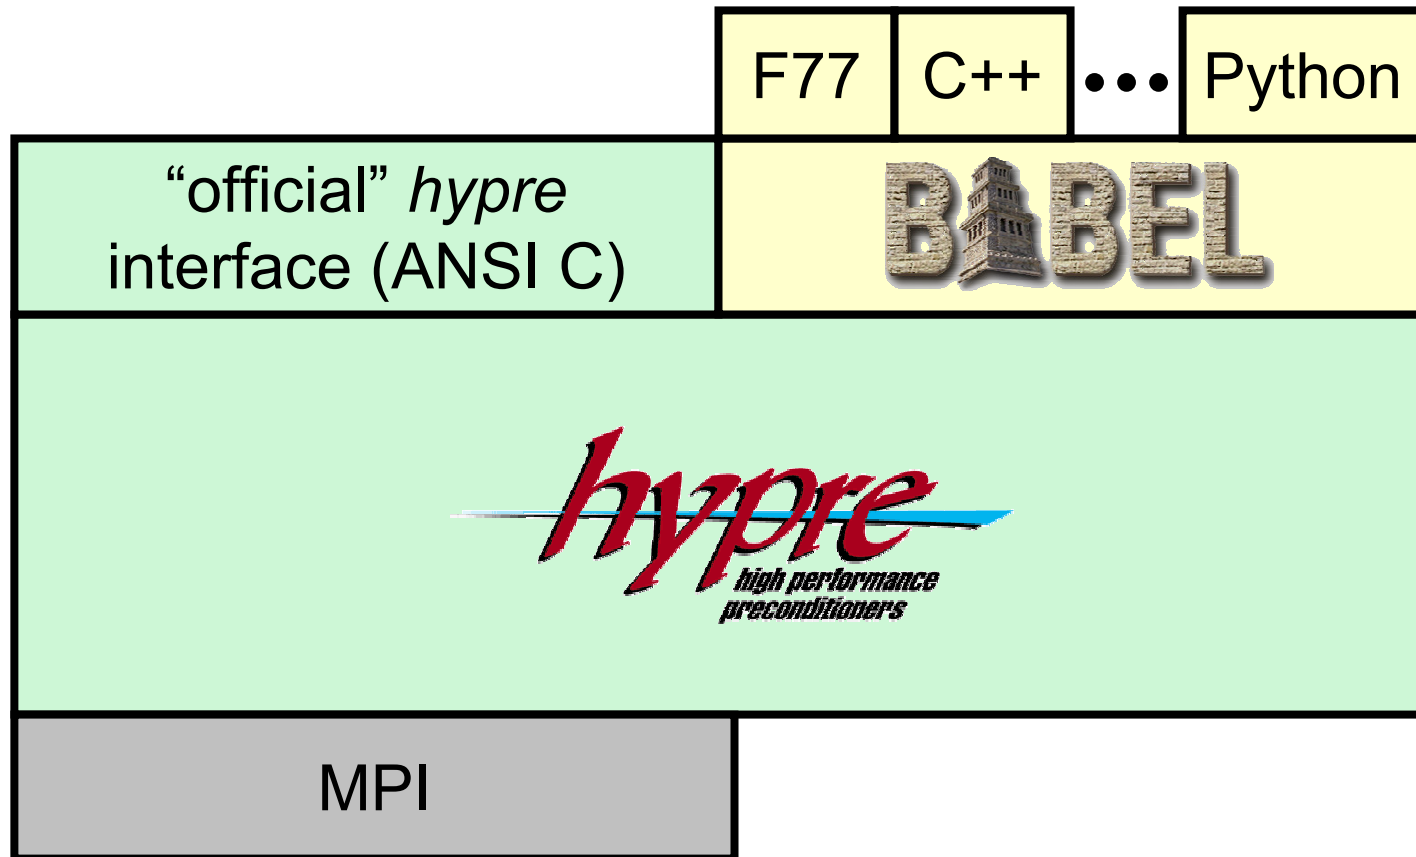 F77 C++ ••• Python
“official” hypre
interface (ANSI C)
BABEL
hypre
high performance
preconditioners
MPI